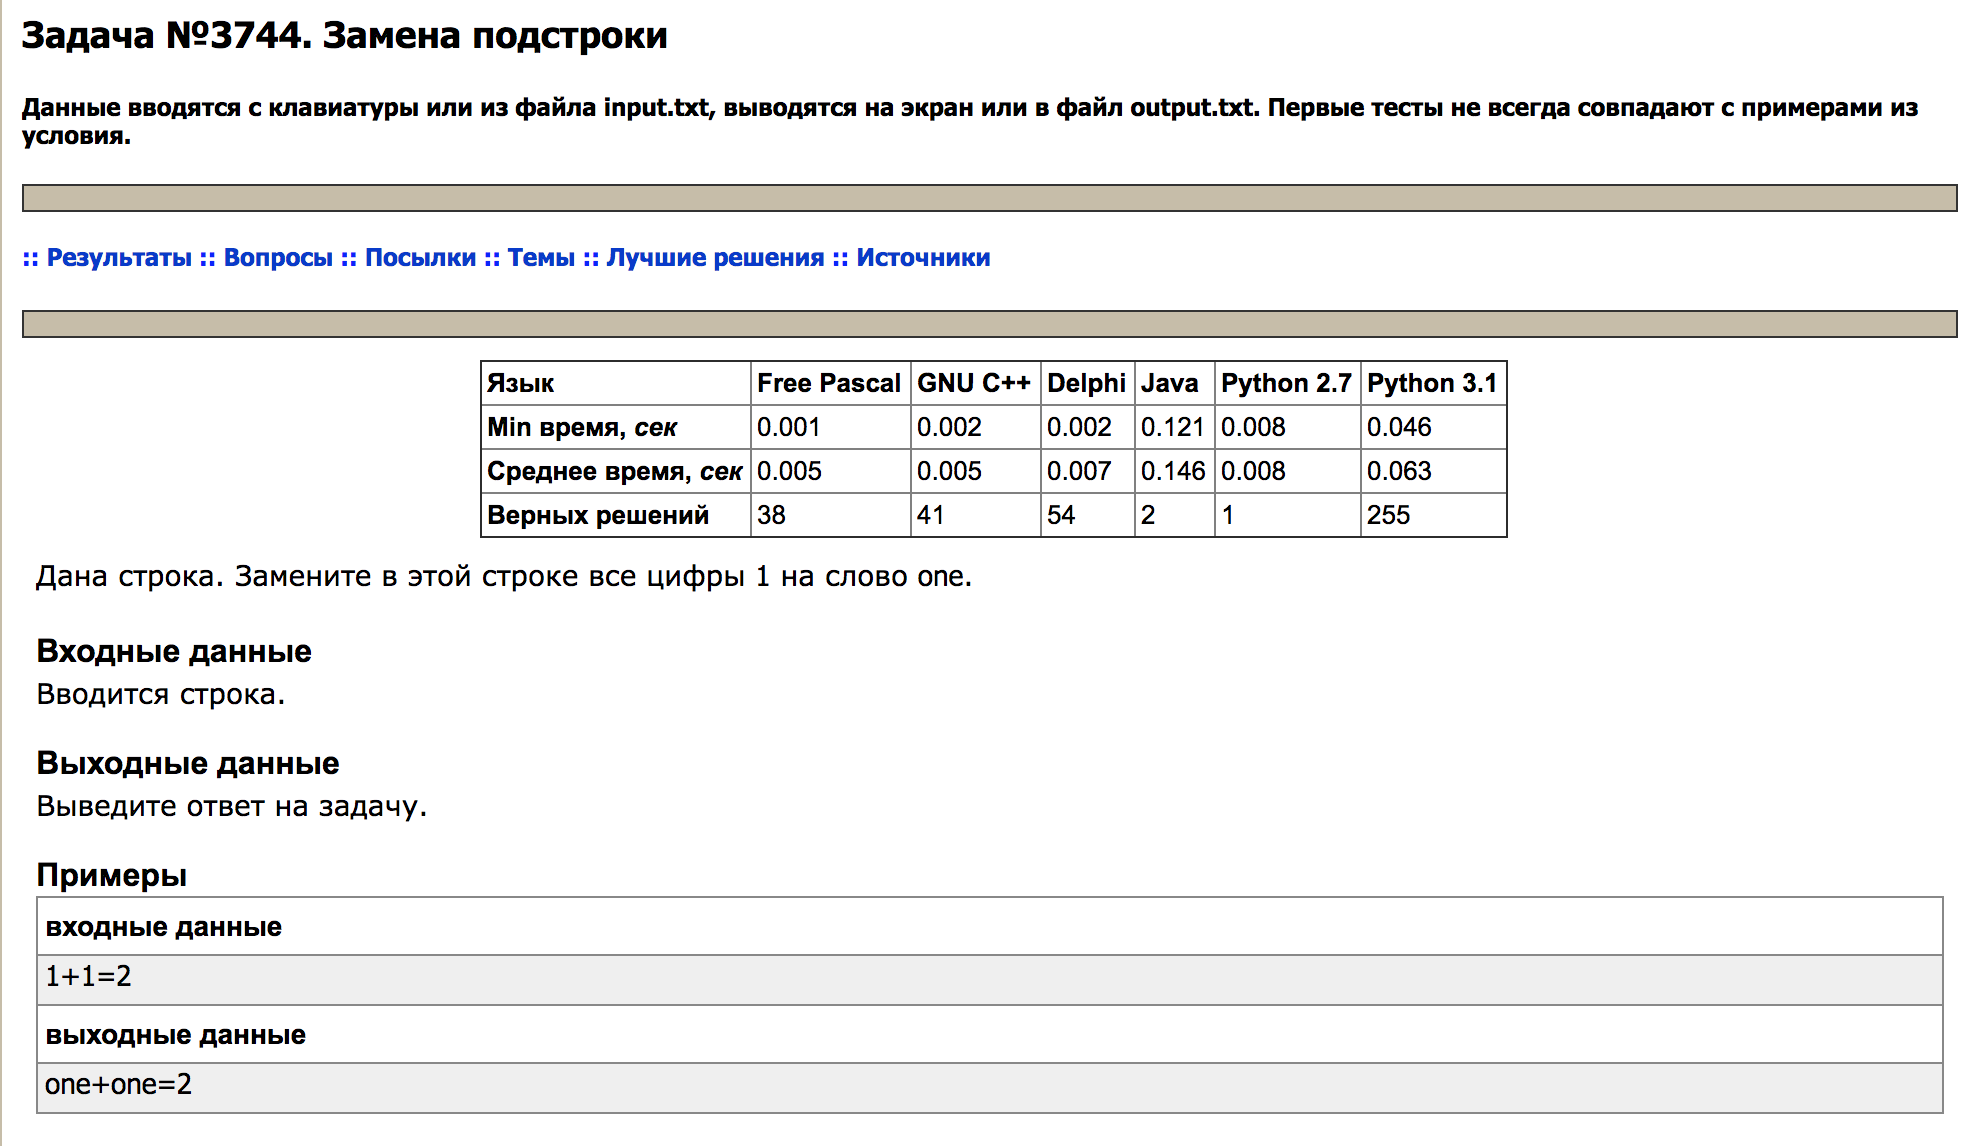 Задача №3744. Замена подстроки
Данные вводятся с клавиатуры или из файла input.txt, выводятся на экран или в файл output.txt. Первые тесты не всегда совпадают с примерами из
условия.
:: Результаты :: Вопросы :: Посылки :: Темы :: Лучшие решения :: Источники
Язык Free Pascal GNU C++ Delphi Java Python 2.7 Python 3.1
Min время, сек 0.001 0.002 0.002 0.121 0.008 0.046
Среднее время, сек 0.005 0.005 0.007 0.146 0.008 0.063
Верных решений 38 41 54 2 1 255
Дана строка. Замените в этой строке все цифры 1 на слово one.
Входные данные
Вводится строка.
Выходные данные
Выведите ответ на задачу.
Примеры
входные данные
1+1=2
выходные данные
one+one=2